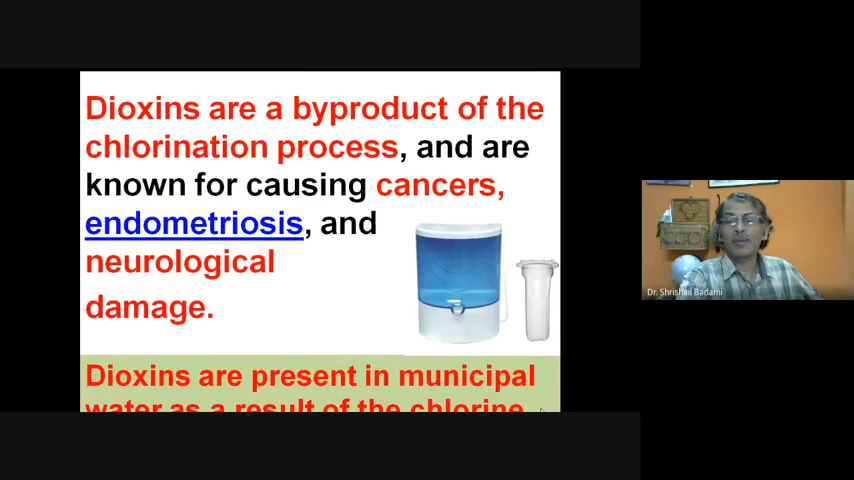 Dioxins are a byproduct of the
chlorination process, and are
known for causing cancers,
endometriosis, and
neurological
damage.
Dioxins are present in municipal
water as a result of the chlorine
Dr. Shrishail Badami